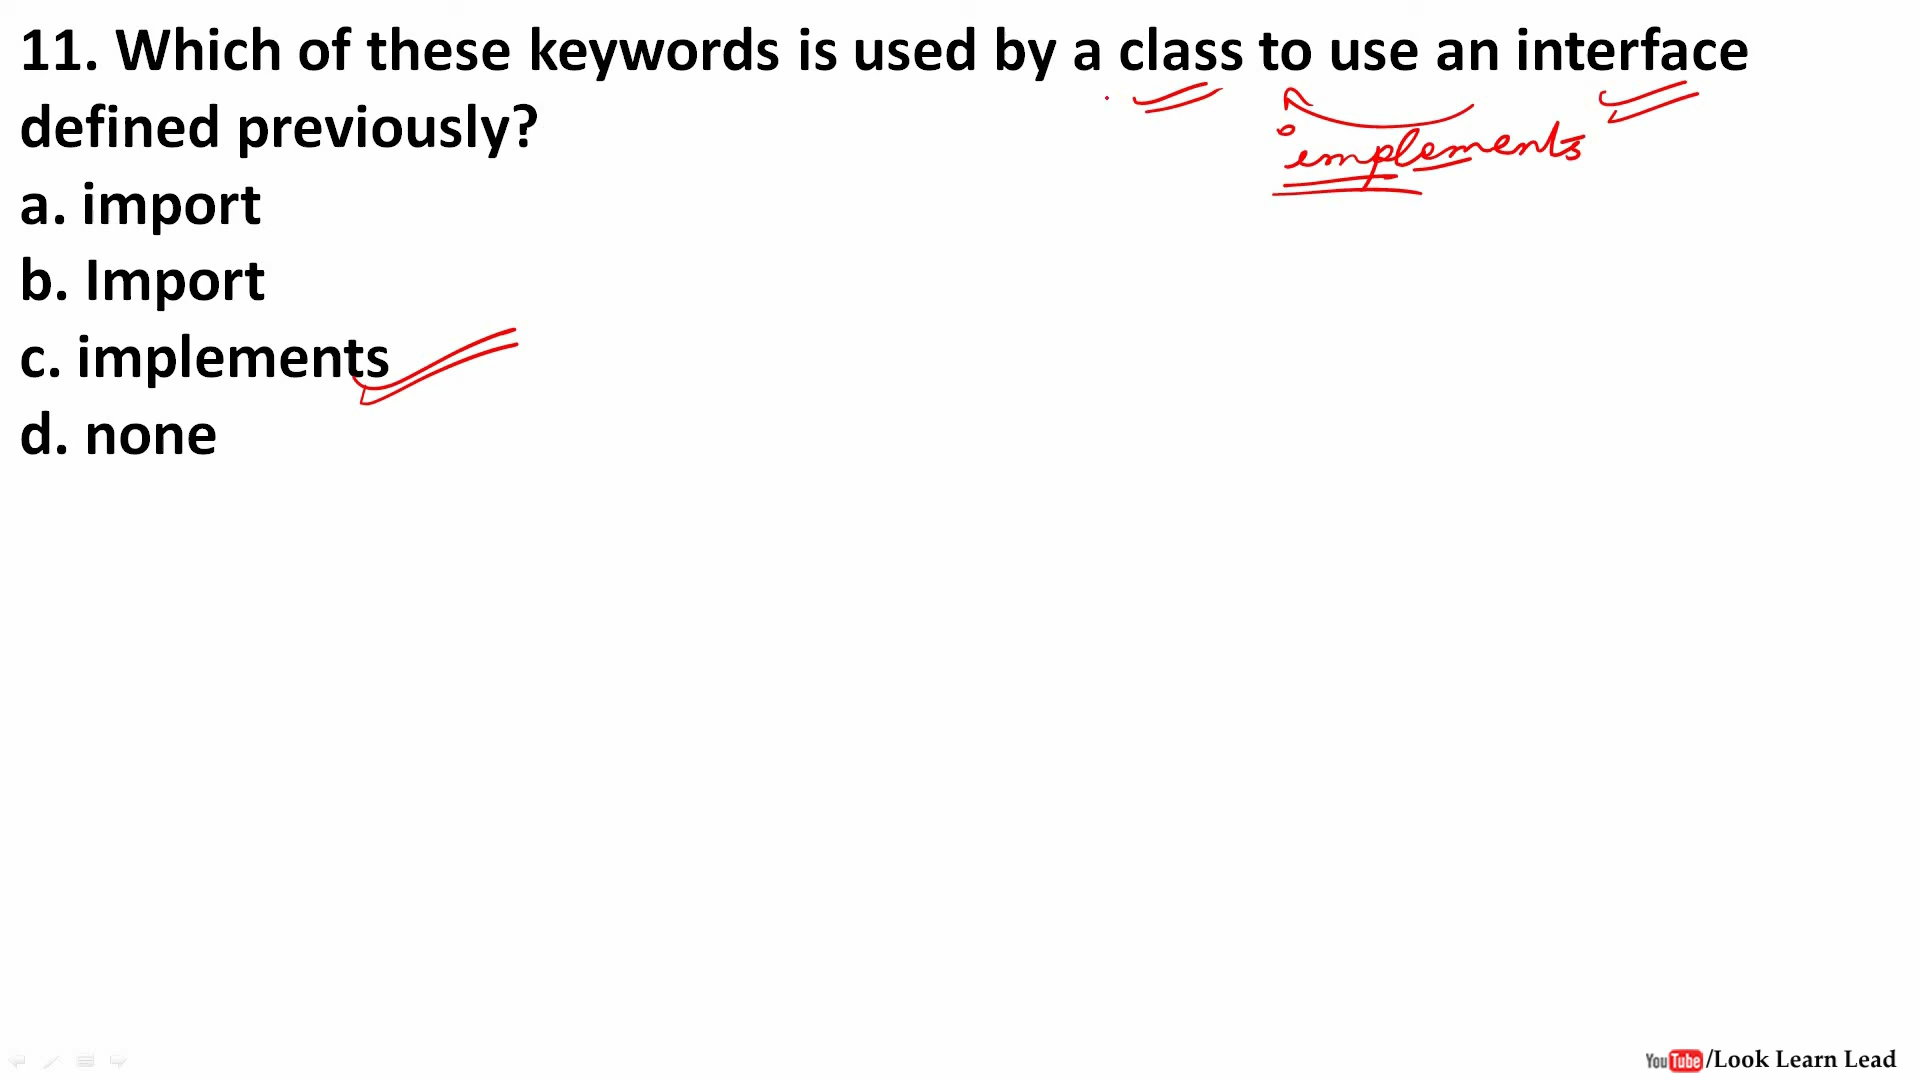 11. Which of these keywords is used by a class to use an interface
defined previously?
implements
a. import
b. Import
c. implements
d. none
YouTube /Look Learn Lead